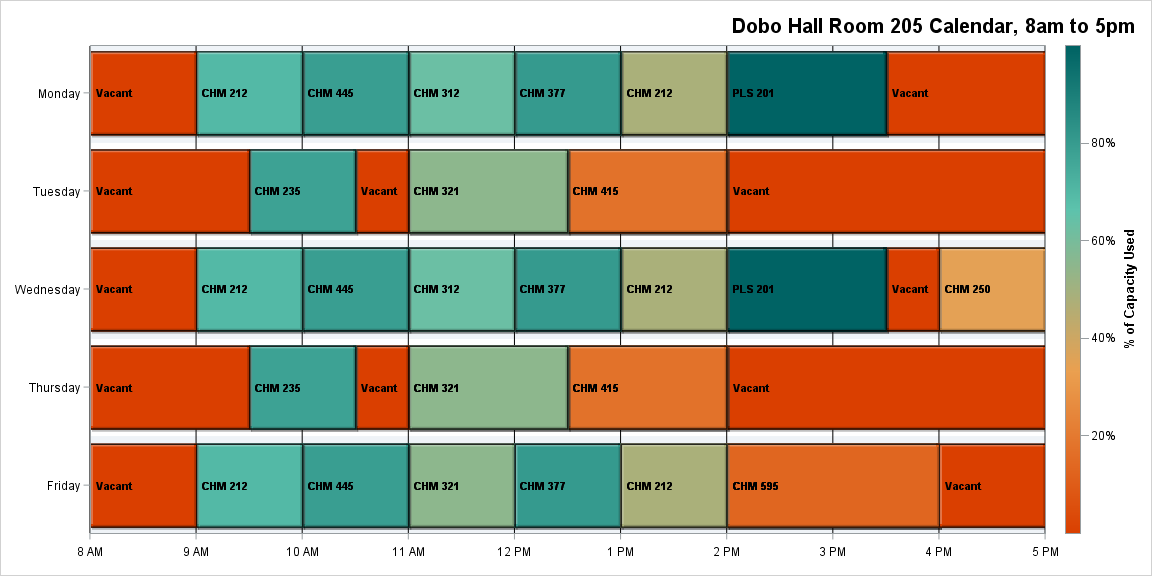 Dobo Hall Room 205 Calendar, 8am to 5pm
Monday Vacant CHM 212 CHM 445 CHM 312 CHM 377 CHM 212 PLS 201 Vacant
Tuesday Vacant CHM 235 Vacant CHM 321 CHM 415 Vacant
Wednesday Vacant CHM 212 CHM 445 CHM 312 CHM 377 CHM 212 PLS 201 Vacant CHM 250
Thursday Vacant CHM 235 Vacant CHM 321 CHM 415 Vacant
Friday Vacant CHM 212 CHM 445 CHM 321 CHM 377 CHM 212 CHM 595 Vacant
8 AM 9 AM 10 AM 11 AM 12 PM 1 PM 2 PM 3 PM 4 PM 5 PM
80%
60%
40%
20%
% of Capacity Used